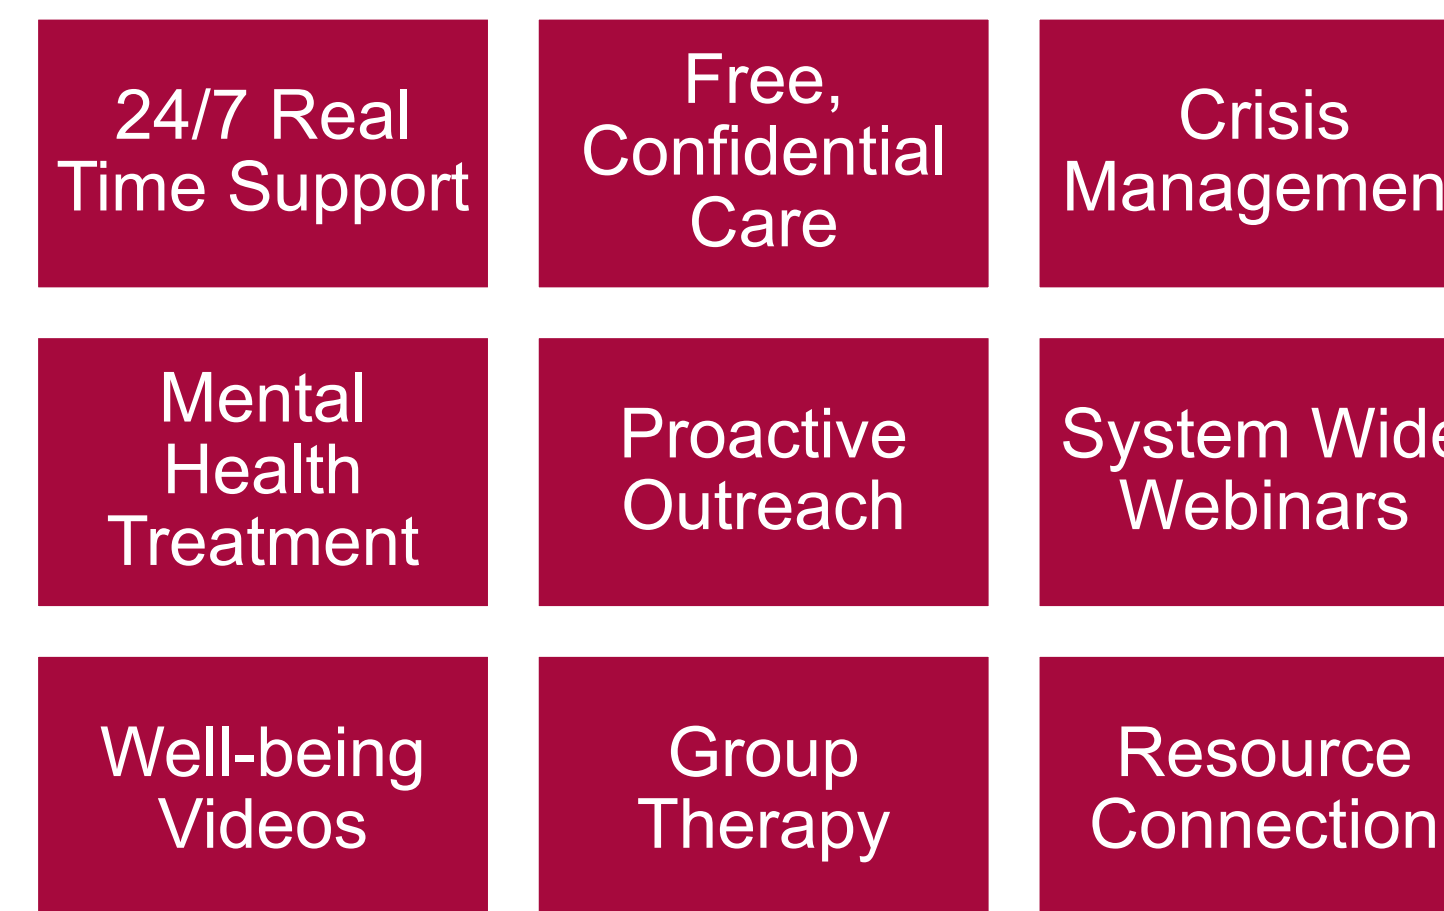 24/7 Real
Time Support
Free,
Confidential
Care
Crisis
Managemen
Mental
Health
Treatment
Proactive
Outreach
System Wide
Webinars
Well-being
Videos
Group
Therapy
Resource
Connection